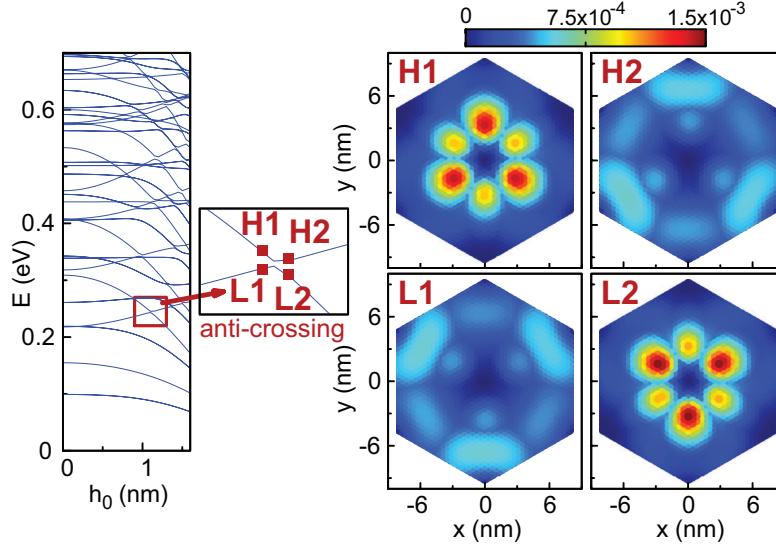 0
7.5x10⁻⁴
1.5x10⁻³
0.6
0.4
0.2
0
E (eV)
0
1
h₀ (nm)
H1
H2
L1
L2
anti-crossing
H1
H2
6
0
-6
y (nm)
L1
L2
6
0
-6
y (nm)
-6
0
6
x (nm)
-6
0
6
x (nm)